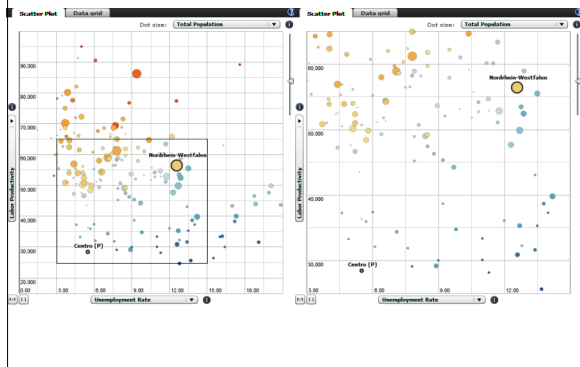 Scatter Plot Data grid
Dot size: Total Population
90,000
80,000
70,000
60,000
50,000
40,000
30,000
20,000
Labor Productivity
Nordrhein-Westfalen
Centro (P)
0.00 3.00 6.00 9.00 12.00 15.00 18.00
Unemployment Rate
Scatter Plot Data grid
Dot size: Total Population
60,000
50,000
40,000
30,000
Labor Productivity
Nordrhein-Westfalen
Centro (P)
3.00 6.00 9.00 12.00
Unemployment Rate